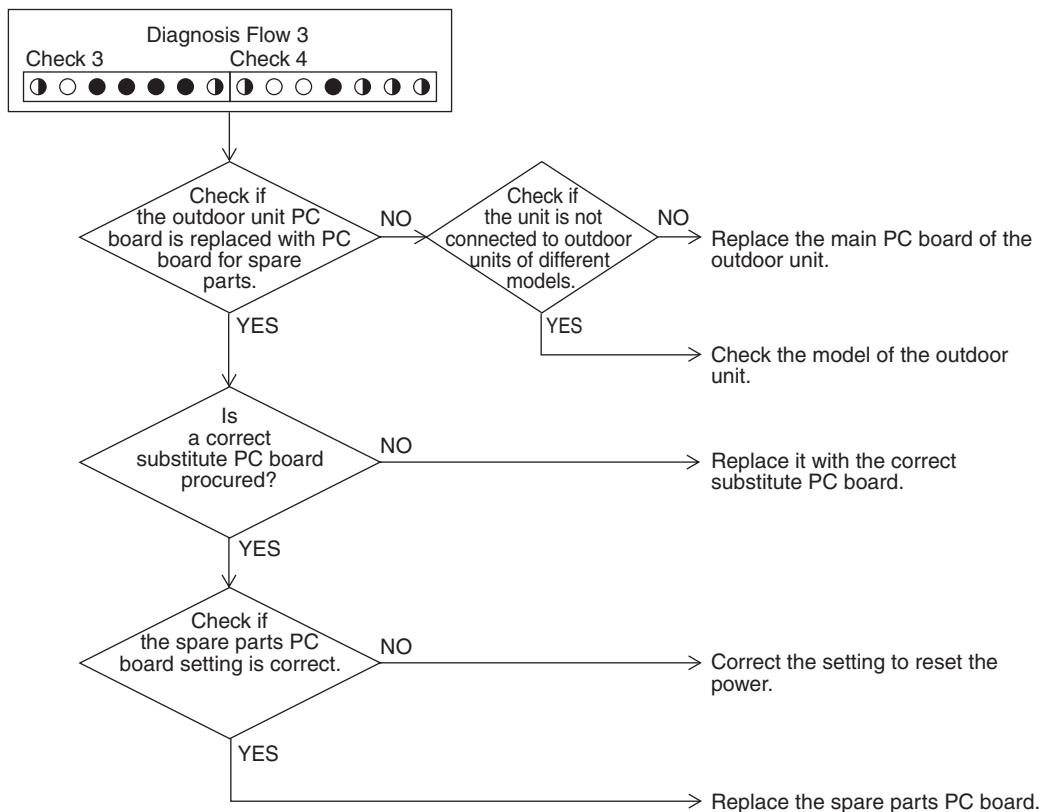 Diagnosis Flow 3
Check 3
Check 4
Check if
the outdoor unit PC
board is replaced with PC
board for spare
parts.
NO
Check if
the unit is not
connected to outdoor
units of different
models.
NO
Replace the main PC board of the
outdoor unit.
YES
YES
Check the model of the outdoor
unit.
Is
a correct
substitute PC board
procured?
NO
Replace it with the correct
substitute PC board.
YES
Check if
the spare parts PC
board setting is correct.
NO
Correct the setting to reset the
power.
YES
Replace the spare parts PC board.